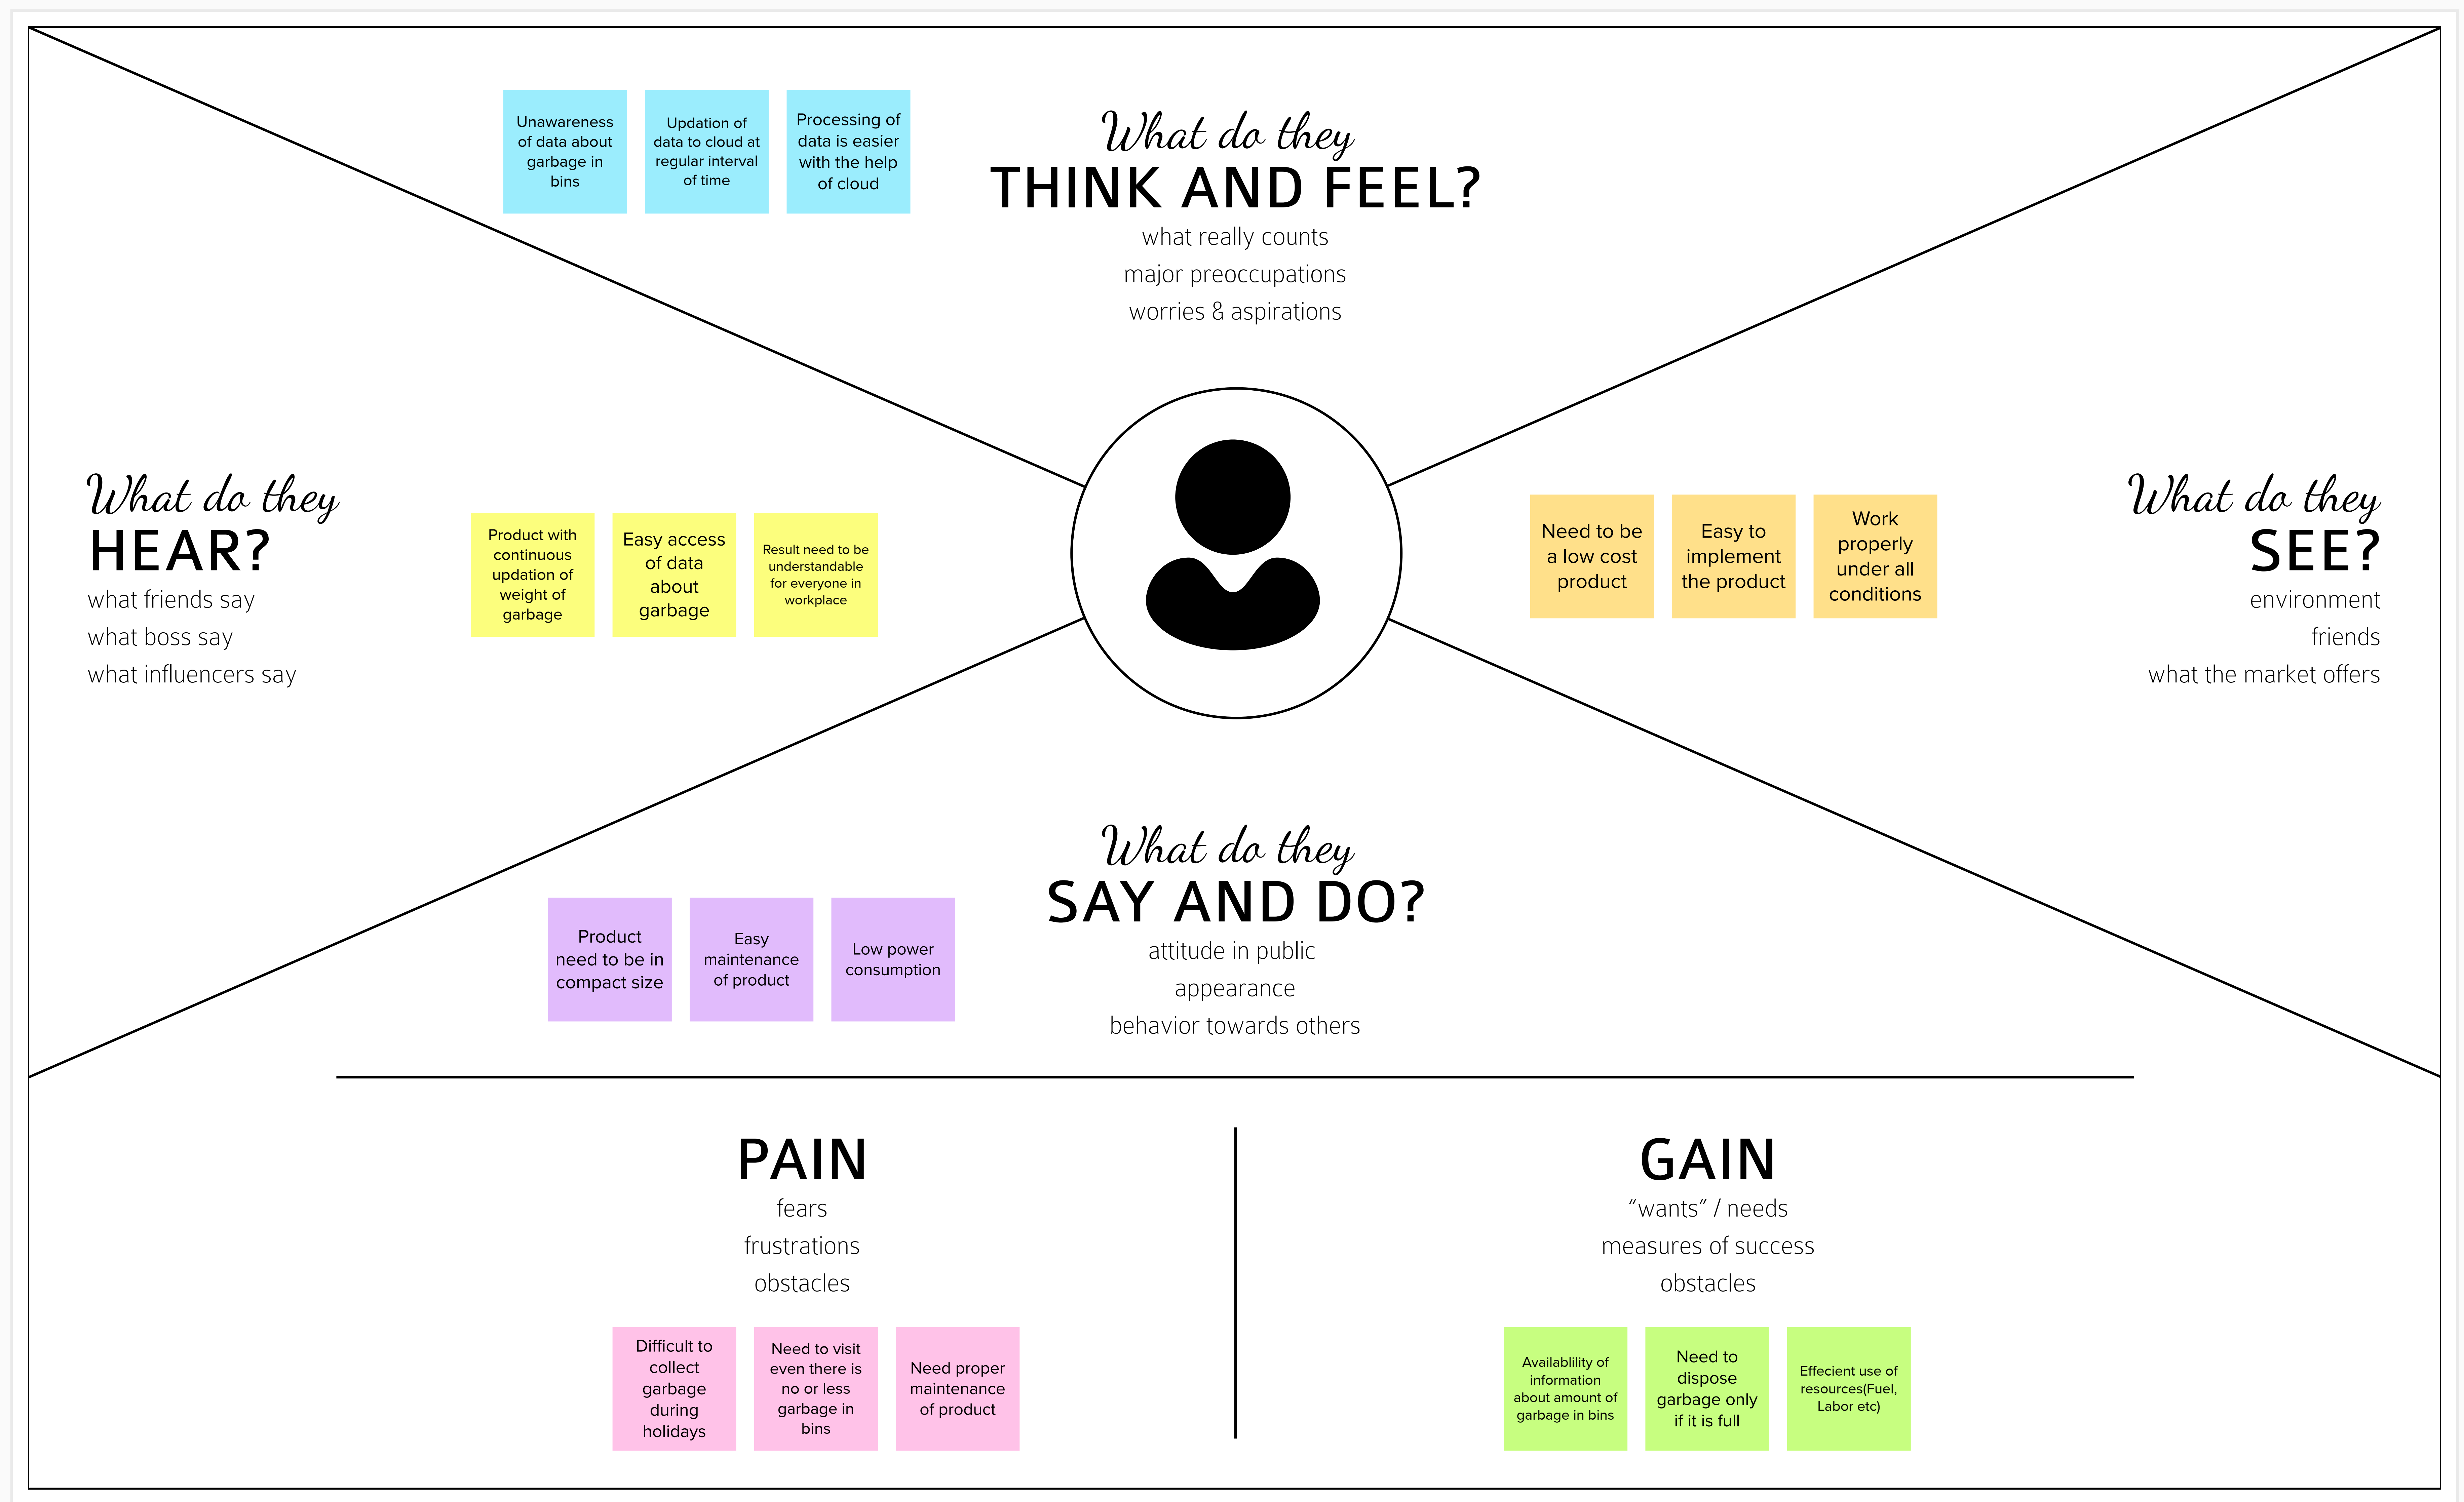 Unawareness
of data about
garbage in
bins
Updation of
data to cloud at
regular interval
of time
Processing of
data is easier
with the help
of cloud
What do they
THINK AND FEEL?
what really counts
major preoccupations
worries & aspirations
What do they
HEAR?
what friends say
what boss say
what influencers say
Product with
continuous
updation of
weight of
garbage
Easy access
of data
about
garbage
Result need to be
understandable
for everyone in
workplace
Need to be
a low cost
product
Easy to
implement
the product
Work
properly
under all
conditions
What do they
SEE?
environment
friends
what the market offers
What do they
SAY AND DO?
attitude in public
appearance
behavior towards others
Product
need to be in
compact size
Easy
maintenance
of product
Low power
consumption
PAIN
fears
frustrations
obstacles
Difficult to
collect
garbage
during
holidays
Need to visit
even there is
no or less
garbage in
bins
Need proper
maintenance
of product
GAIN
“wants” / needs
measures of success
obstacles
Availablility of
information
about amount of
garbage in bins
Need to
dispose
garbage only
if it is full
Effecient use of
resources(Fuel,
Labor etc)